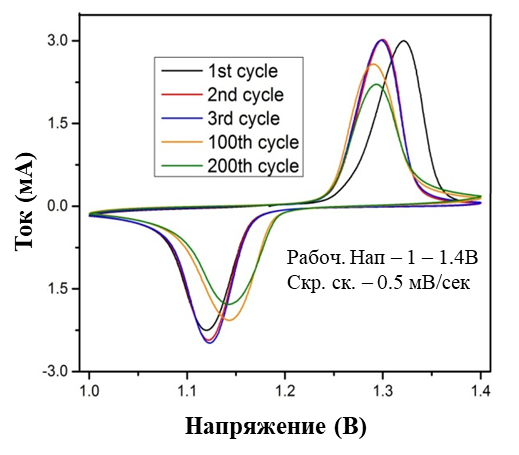 3.0
1.5
0.0
1.5
-3.0
Ток (мА)
1st cycle
2nd cycle
3rd cycle
100th cycle
200th cycle
Рабоч. Нап – 1 – 1.4В
Скр. ск. – 0.5 мВ/сек
1.0 1.1 1.2 1.3 1.4
Напряжение (В)